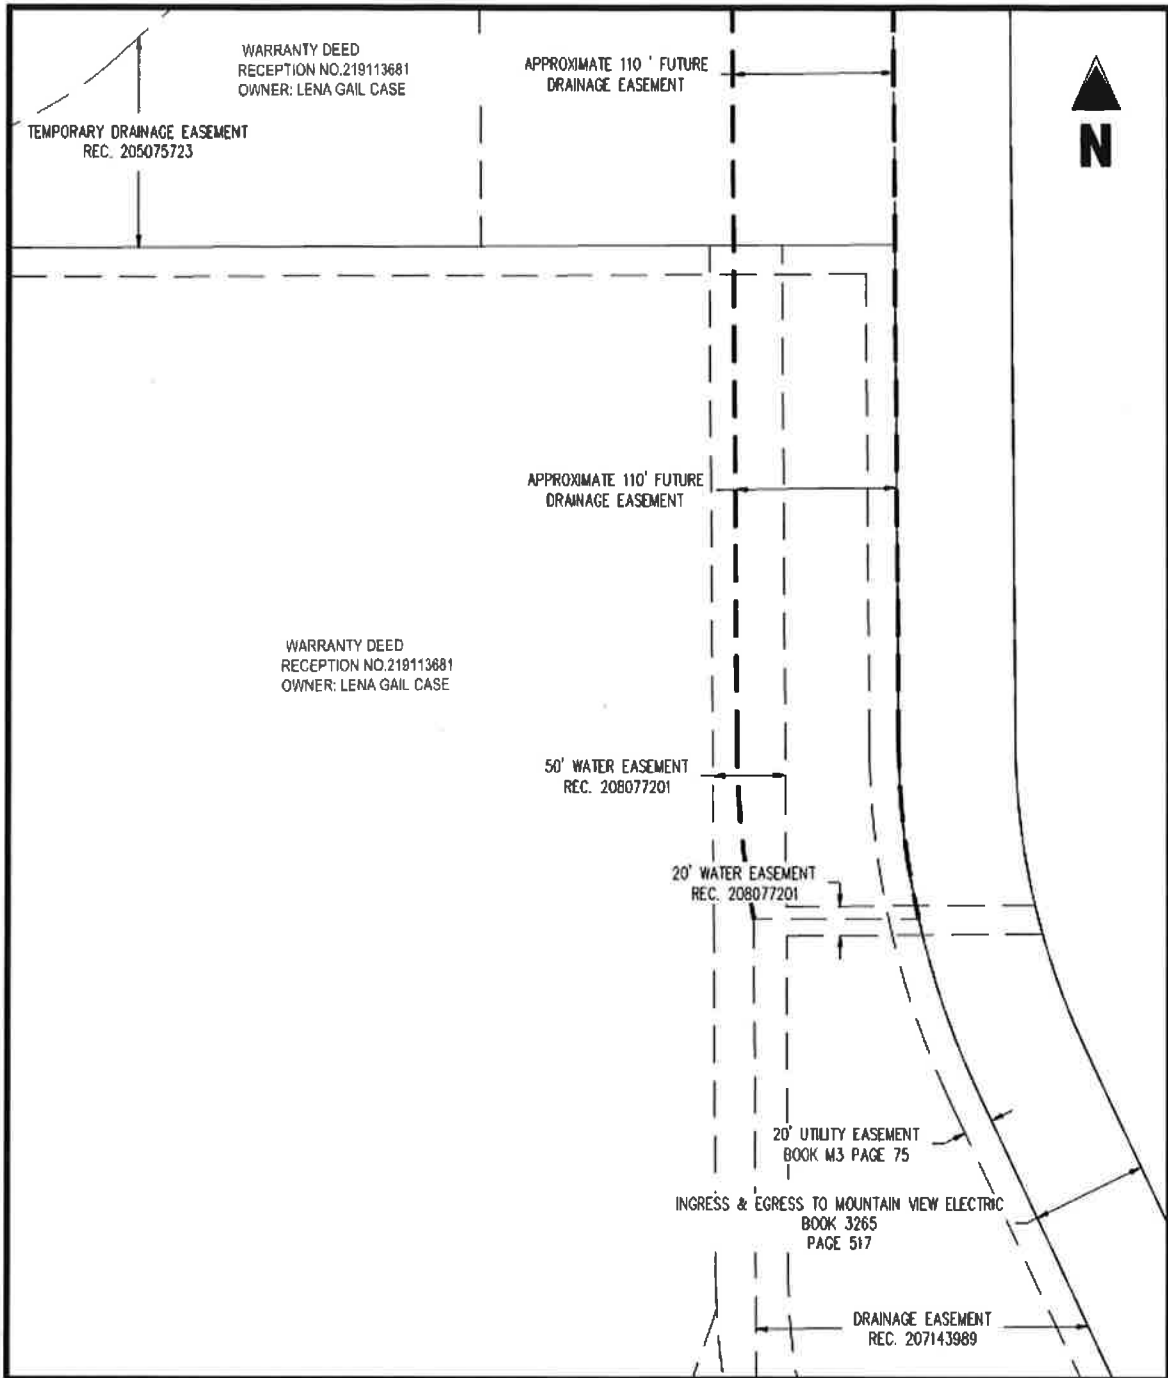 WARRANTY DEED
RECEPTION NO.219113681
OWNER: LENA GAIL CASE
APPROXIMATE 110 ' FUTURE
DRAINAGE EASEMENT
N
TEMPORARY DRAINAGE EASEMENT
REC. 205075723
APPROXIMATE 110' FUTURE
DRAINAGE EASEMENT
WARRANTY DEED
RECEPTION NO.219113681
OWNER: LENA GAIL CASE
50' WATER EASEMENT
REC. 208077201
20' WATER EASEMENT
REC. 208077201
20' UTILITY EASEMENT
BOOK M3 PAGE 75
INGRESS & EGRESS TO MOUNTAIN VIEW ELECTRIC
BOOK 3265
PAGE 517
DRAINAGE EASEMENT
REC. 207143989